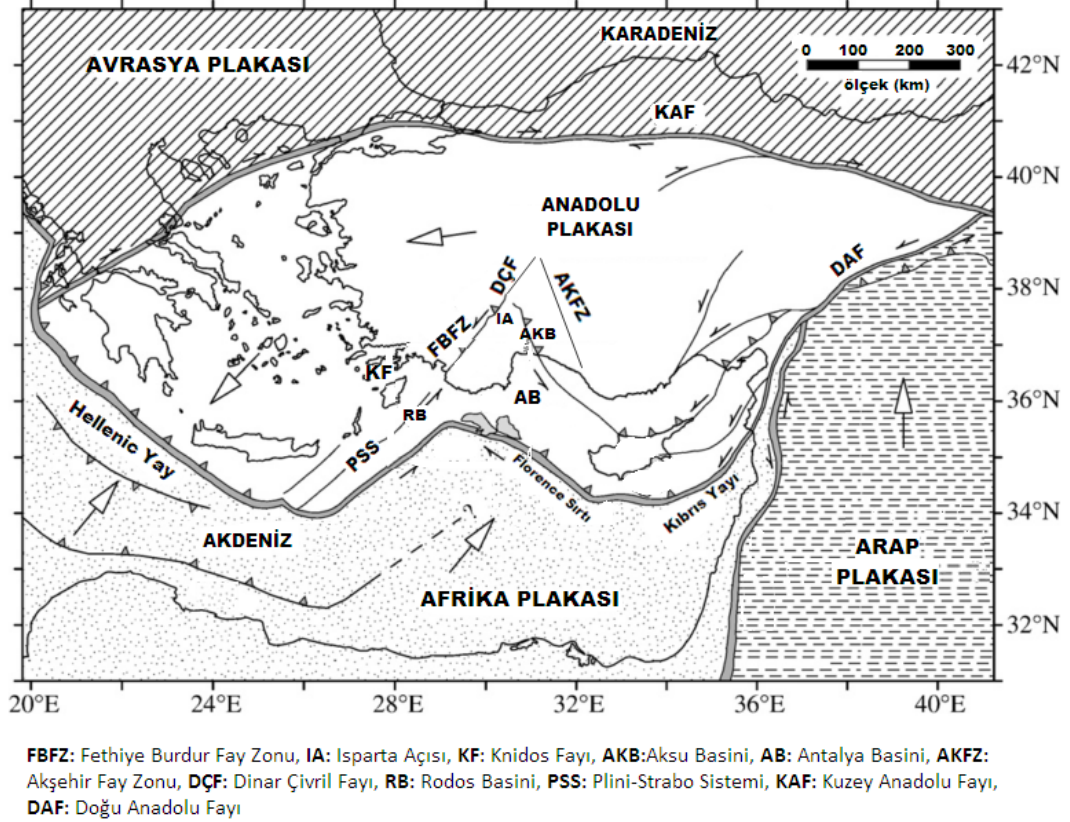 KARADENİZ
AVRASYA PLAKASI
0 100 200 300
ölçek (km)
42°N
KAF
40°N
ANADOLU
PLAKASI
DAF
38°N
DÇF
AKFZ
IA
FBFZ
AKB
KF
36°N
AB
RB
Hellenic Yay
PSS
Florence Sırtı
Kıbrıs Yayı
34°N
?
AKDENİZ
ARAP
PLAKASI
AFRİKA PLAKASI
32°N
20°E 24°E 28°E 32°E 36°E 40°E
FBFZ: Fethiye Burdur Fay Zonu, IA: Isparta Açısı, KF: Knidos Fayı, AKB:Aksu Basini, AB: Antalya Basini, AKFZ:
Akşehir Fay Zonu, DÇF: Dinar Çivril Fayı, RB: Rodos Basini, PSS: Plini-Strabo Sistemi, KAF: Kuzey Anadolu Fayı,
DAF: Doğu Anadolu Fayı